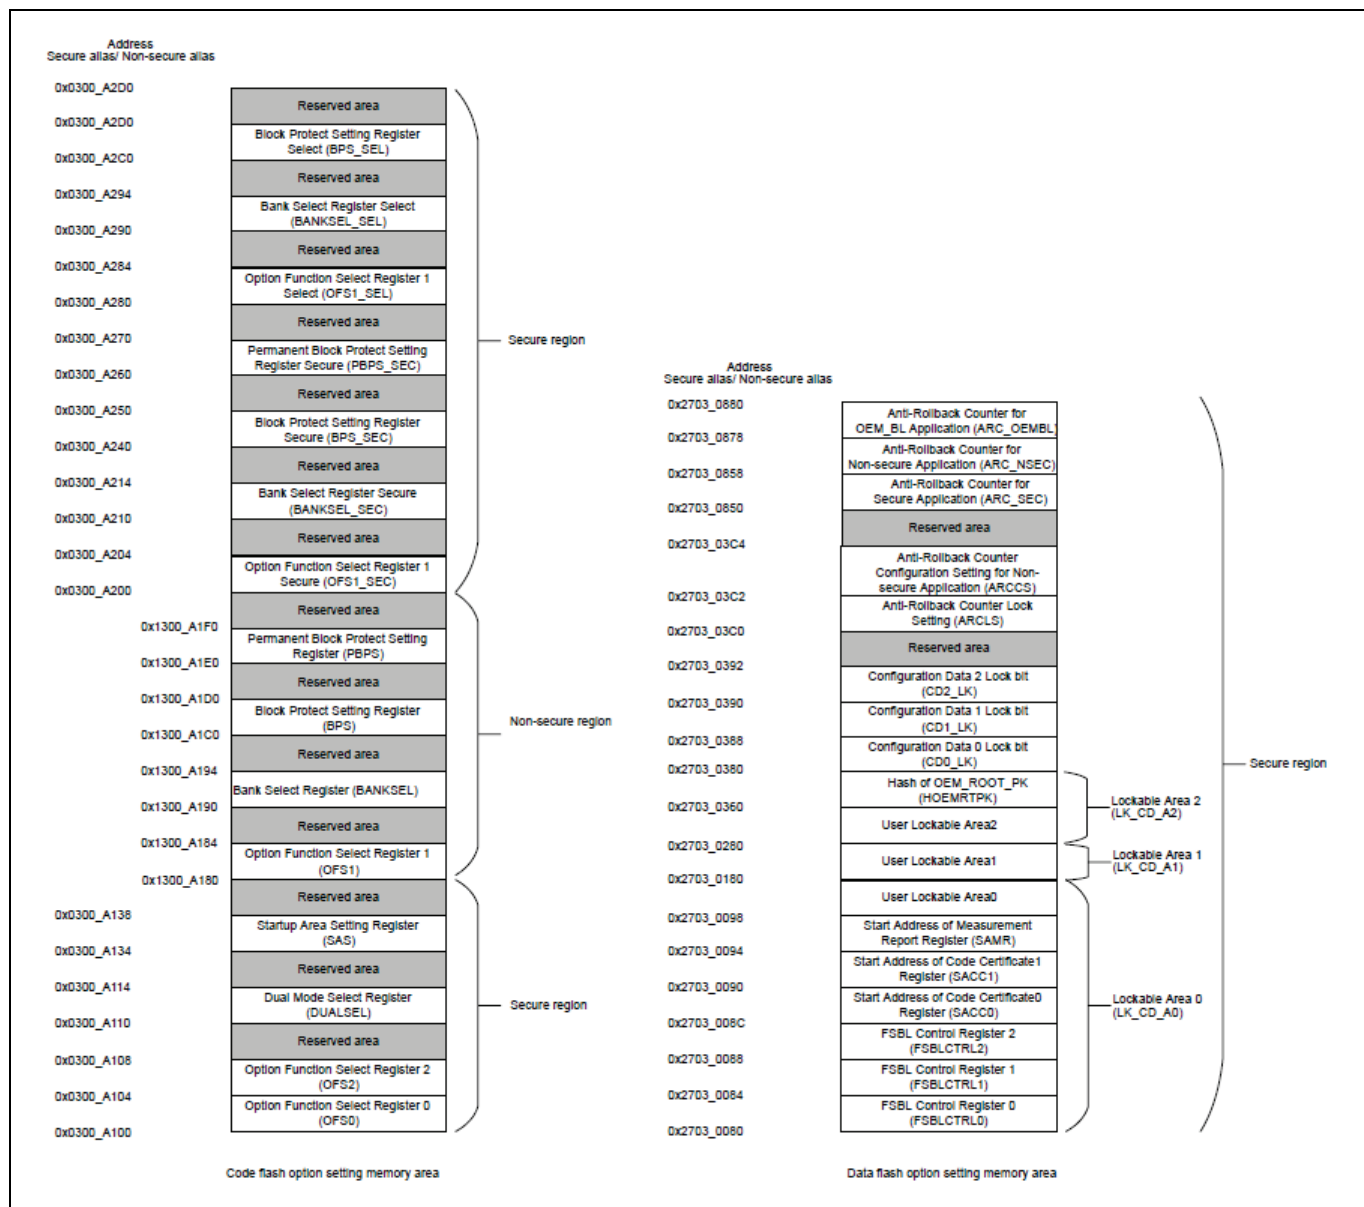 Address
Secure alias/ Non-secure alias
0x0300_A2D0
Reserved area
0x0300_A2D0
Block Protect Setting Register
Select (BPS_SEL)
0x0300_A2C0
Reserved area
0x0300_A294
Bank Select Register Select
(BANKSEL_SEL)
0x0300_A290
Reserved area
0x0300_A284
Option Function Select Register 1
Select (OFS1_SEL)
0x0300_A280
Reserved area
0x0300_A270
Permanent Block Protect Setting
Register Secure (PBPS_SEC)
0x0300_A260
Reserved area
0x0300_A250
Block Protect Setting Register
Secure (BPS_SEC)
0x0300_A240
Reserved area
0x0300_A214
Bank Select Register Secure
(BANKSEL_SEC)
0x0300_A210
Reserved area
0x0300_A204
Option Function Select Register 1
Secure (OFS1_SEC)
0x0300_A200
Secure region
Reserved area
0x1300_A1F0
Permanent Block Protect Setting
Register (PBPS)
0x1300_A1E0
Reserved area
0x1300_A1D0
Block Protect Setting Register
(BPS)
0x1300_A1C0
Reserved area
0x1300_A194
Bank Select Register (BANKSEL)
0x1300_A190
Reserved area
0x1300_A184
Option Function Select Register 1
(OFS1)
0x1300_A180
Non-secure region
Reserved area
0x0300_A138
Startup Area Setting Register
(SAS)
0x0300_A134
Reserved area
0x0300_A114
Dual Mode Select Register
(DUALSEL)
0x0300_A110
Reserved area
0x0300_A108
Option Function Select Register 2
(OFS2)
0x0300_A104
Option Function Select Register 0
(OFS0)
0x0300_A100
Secure region
Code flash option setting memory area
Address
Secure alias/ Non-secure alias
0x2703_0880
Anti-Rollback Counter for
OEM_BL Application (ARC_OEMBL)
0x2703_0878
Anti-Rollback Counter for
Non-secure Application (ARC_NSEC)
0x2703_0858
Anti-Rollback Counter for
Secure Application (ARC_SEC)
0x2703_0850
Reserved area
0x2703_03C4
Anti-Rollback Counter
Configuration Setting for Non-
secure Application (ARCCS)
0x2703_03C2
Anti-Rollback Counter Lock
Setting (ARCLS)
0x2703_03C0
Reserved area
0x2703_0392
Configuration Data 2 Lock bit
(CD2_LK)
0x2703_0390
Configuration Data 1 Lock bit
(CD1_LK)
0x2703_0388
Configuration Data 0 Lock bit
(CD0_LK)
0x2703_0380
Hash of OEM_ROOT_PK
(HOEMRTPK)
0x2703_0360
User Lockable Area2
0x2703_0280
Lockable Area 2
(LK_CD_A2)
User Lockable Area1
0x2703_0180
Lockable Area 1
(LK_CD_A1)
User Lockable Area0
0x2703_0098
Start Address of Measurement
Report Register (SAMR)
0x2703_0094
Start Address of Code Certificate1
Register (SACC1)
0x2703_0090
Start Address of Code Certificate0
Register (SACC0)
0x2703_008C
FSBL Control Register 2
(FSBLCTRL2)
0x2703_0088
FSBL Control Register 1
(FSBLCTRL1)
0x2703_0084
FSBL Control Register 0
(FSBLCTRL0)
0x2703_0080
Lockable Area 0
(LK_CD_A0)
Secure region
Data flash option setting memory area